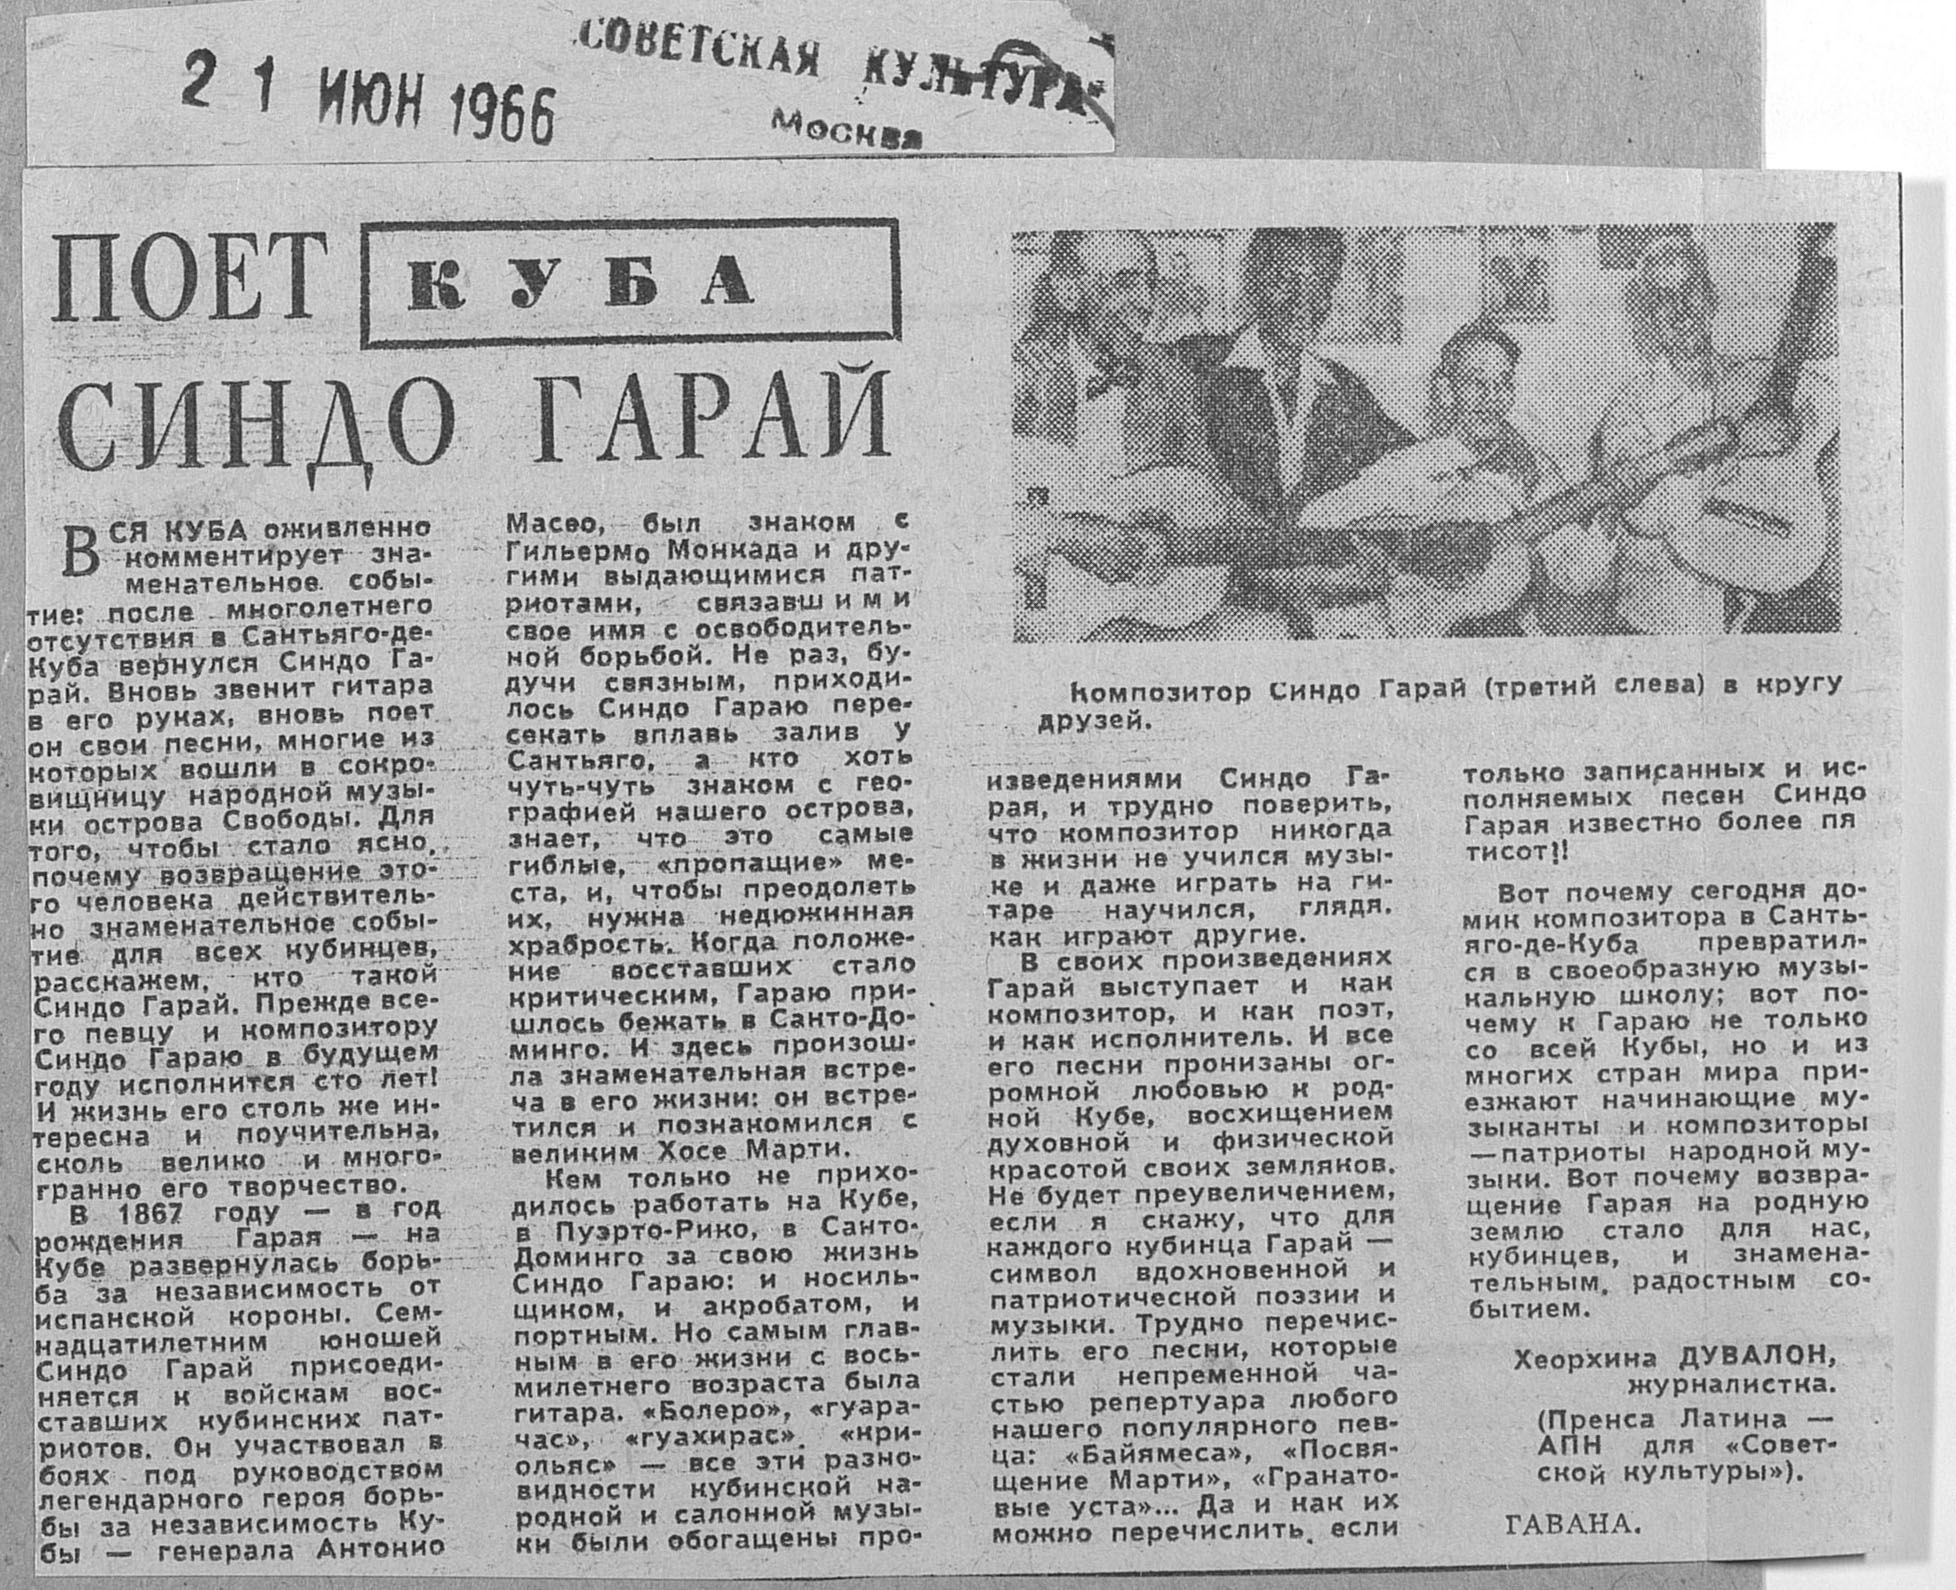 21 ИЮН 1966
СОВЕТСКАЯ КУЛЬТУРА
Москва
ПОЕТ
КУБА
СИНДО ГАРАЙ
ВСЯ КУБА оживленно
комментирует зна-
менательное собы-
тие: после многолетнего
отсутствия в Сантьяго-де-
Куба вернулся Синдо Га-
рай. Вновь звенит гитара
в его руках, вновь поет
он свои песни, многие из
которых вошли в сокро-
вищницу народной музы-
ки острова Свободы. Для
того, чтобы стало ясно,
почему возвращение это-
го человека действитель-
но знаменательное собы-
тие для всех кубинцев,
расскажем, кто такой
Синдо Гарай. Прежде все-
го певцу и композитору
Синдо Гараю в будущем
году исполнится сто лет!
И жизнь его столь же ин-
тересна и поучительна,
сколь велико и много-
гранно его творчество.
В 1867 году — в год
рождения Гарая — на
Кубе развернулась борь-
ба за независимость от
испанской короны. Сем-
надцатилетним юношей
Синдо Гарай присоеди-
няется к войскам вос-
ставших кубинских пат-
риотов. Он участвовал в
боях под руководством
легендарного героя борь-
бы за независимость Ку-
бы — генерала Антонио
Масео, был знаком с
Гильермо Монкада и дру-
гими выдающимися пат-
риотами, связавшими
свое имя с освободитель-
ной борьбой. Не раз, бу-
дучи связным, приходи-
лось Синдо Гараю пере-
секать вплавь залив у
Сантьяго, а кто хоть
чуть-чуть знаком с гео-
графией нашего острова,
знает, что это самые
гиблые, «пропащие» ме-
ста, и, чтобы преодолеть
их, нужна недюжинная
храбрость. Когда положе-
ние восставших стало
критическим, Гараю при-
шлось бежать в Санто-До-
минго. И здесь произош-
ла знаменательная встре-
ча в его жизни: он встре-
тился и познакомился с
великим Хосе Марти.
Кем только не прихо-
дилось работать на Кубе,
в Пуэрто-Рико, в Санто-
Доминго за свою жизнь
Синдо Гараю: и носиль-
щиком, и акробатом, и
портным. Но самым глав-
ным в его жизни с вось-
милетнего возраста была
гитара. «Болеро», «гуара-
час», «гуахирас», «кри-
ольяс» — все эти разно-
видности кубинской на-
родной и салонной музы-
ки были обогащены про-
Композитор Синдо Гарай (третий слева) в кругу
друзей.
изведениями Синдо Га-
рая, и трудно поверить,
что композитор никогда
в жизни не учился музы-
ке и даже играть на ги-
таре научился, глядя,
как играют другие.
В своих произведениях
Гарай выступает и как
композитор, и как поэт,
и как исполнитель. И все
его песни пронизаны ог-
ромной любовью к род-
ной Кубе, восхищением
духовной и физической
красотой своих земляков.
Не будет преувеличением,
если я скажу, что для
каждого кубинца Гарай —
символ вдохновенной и
патриотической поэзии и
музыки. Трудно перечис-
лить его песни, которые
стали непременной ча-
стью репертуара любого
нашего популярного пев-
ца: «Байямеса», «Посвя-
щение Марти», «Гранато-
вые уста»... Да и как их
можно перечислить, если
только записанных и ис-
полняемых песен Синдо
Гарая известно более пя
тисот!!
Вот почему сегодня до-
мик композитора в Санть-
яго-де-Куба превратил-
ся в своеобразную музы-
кальную школу; вот по-
чему к Гараю не только
со всей Кубы, но и из
многих стран мира при-
езжают начинающие му-
зыканты и композиторы
—патриоты народной му-
зыки. Вот почему возвра-
щение Гарая на родную
землю стало для нас,
кубинцев, и знамена-
тельным, радостным со-
бытием.
Хеорхина ДУВАЛОН,
журналистка.
(Пренса Латина —
АПН для «Совет-
ской культуры»).
ГАВАНА.